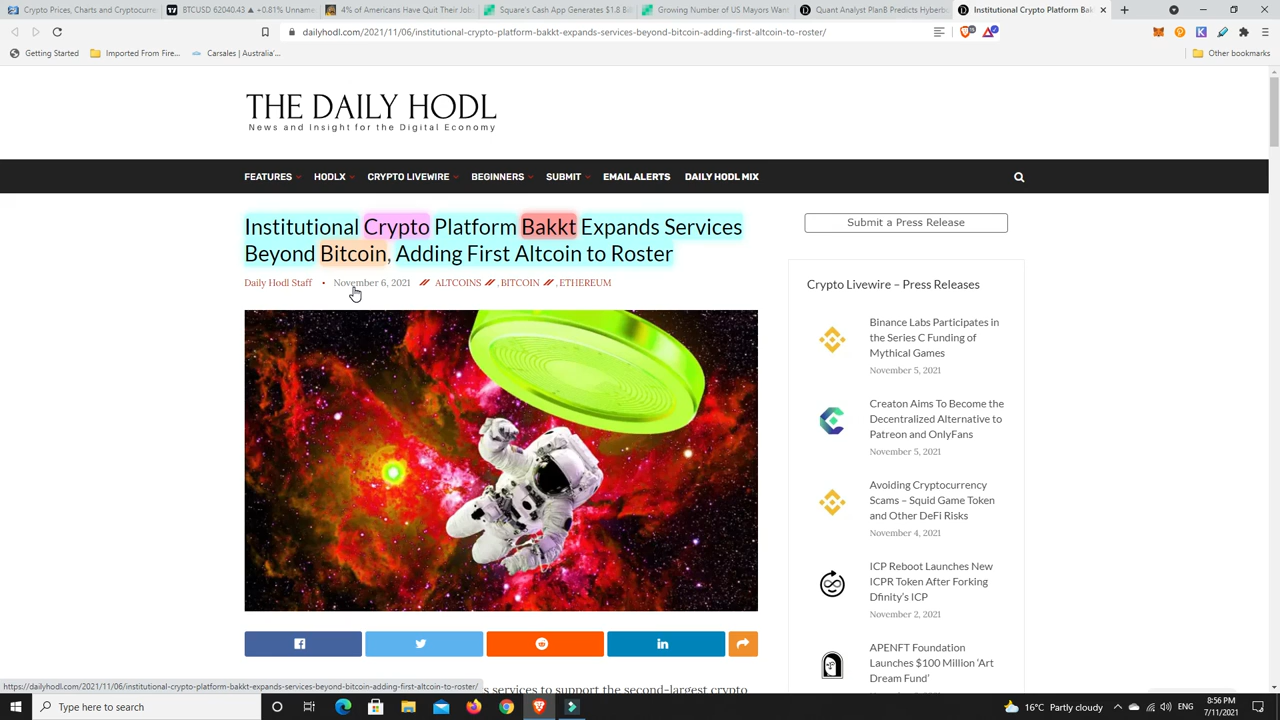 Crypto Prices, Charts and Cryptocurre
BTCUSD 62040.43 ▲ +0.81% Unname
4% of Americans Have Quit Their Jobs
Square's Cash App Generates $1.8 Bil
Growing Number of US Mayors Want
Quant Analyst PlanB Predicts Hyperbo
Institutional Crypto Platform Bak
dailyhodl.com/2021/11/06/institutional-crypto-platform-bakkt-expands-services-beyond-bitcoin-adding-first-altcoin-to-roster/
Getting Started
Imported From Fire...
Carsales | Australia'...
Other bookmarks
THE DAILY HODL
News and Insight for the Digital Economy
FEATURES
HODLX
CRYPTO LIVEWIRE
BEGINNERS
SUBMIT
EMAIL ALERTS
DAILY HODL MIX
Institutional Crypto Platform Bakkt Expands Services
Beyond Bitcoin, Adding First Altcoin to Roster
Daily Hodl Staff • November 6, 2021 ALTCOINS , BITCOIN , ETHEREUM
Submit a Press Release
Crypto Livewire – Press Releases
Binance Labs Participates in
the Series C Funding of
Mythical Games
November 5, 2021
Creaton Aims To Become the
Decentralized Alternative to
Patreon and OnlyFans
November 5, 2021
Avoiding Cryptocurrency
Scams – Squid Game Token
and Other DeFi Risks
November 4, 2021
ICP Reboot Launches New
ICPR Token After Forking
Dfinity's ICP
November 2, 2021
APENFT Foundation
Launches $100 Million 'Art
Dream Fund'
s services to support the second-largest crypto
https://dailyhodl.com/2021/11/06/institutional-crypto-platform-bakkt-expands-services-beyond-bitcoin-adding-first-altcoin-to-roster/
Type here to search
16°C Partly cloudy
ENG
8:56 PM
7/11/2021